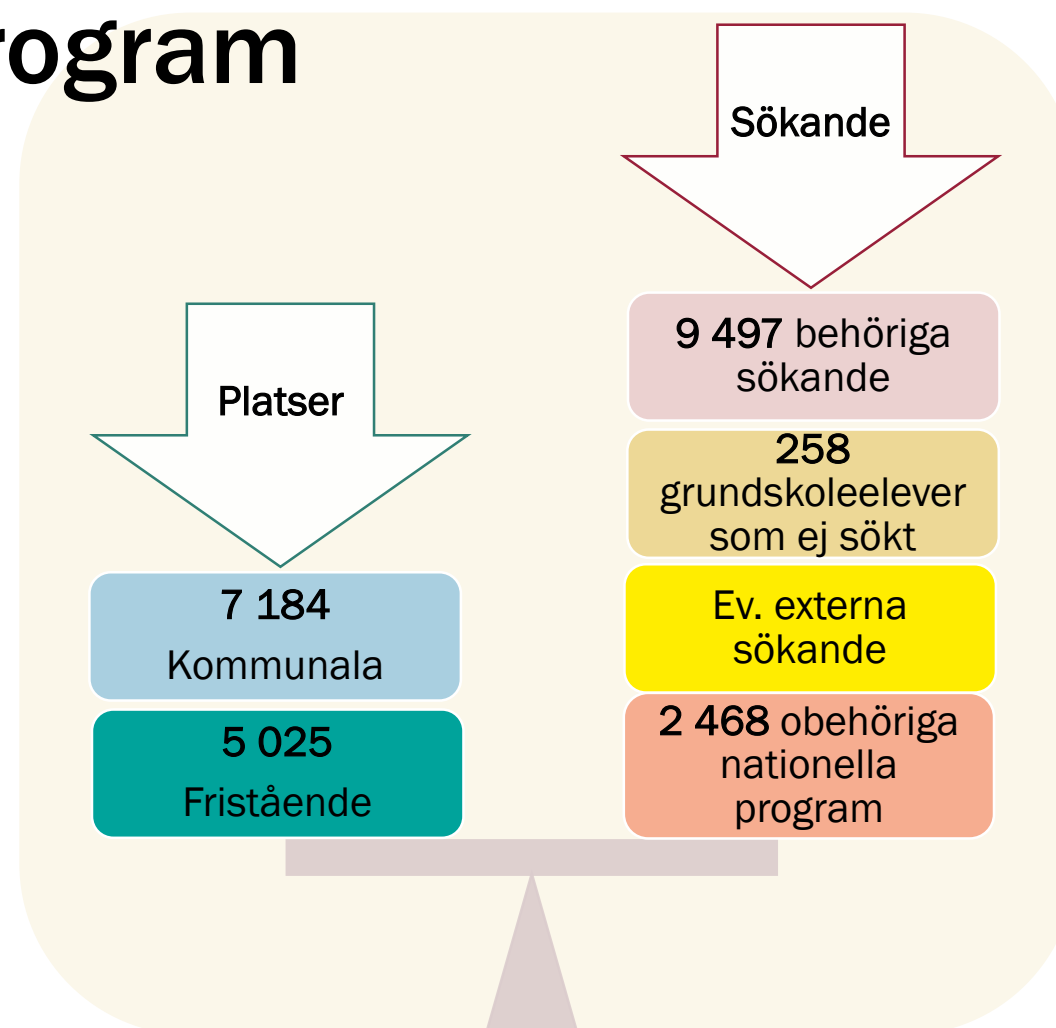 rogram
Platser
7 184
Kommunala
5 025
Fristående
Sökande
9 497 behöriga
sökande
258
grundskoleelever
som ej sökt
Ev. externa
sökande
2 468 obehöriga
nationella
program